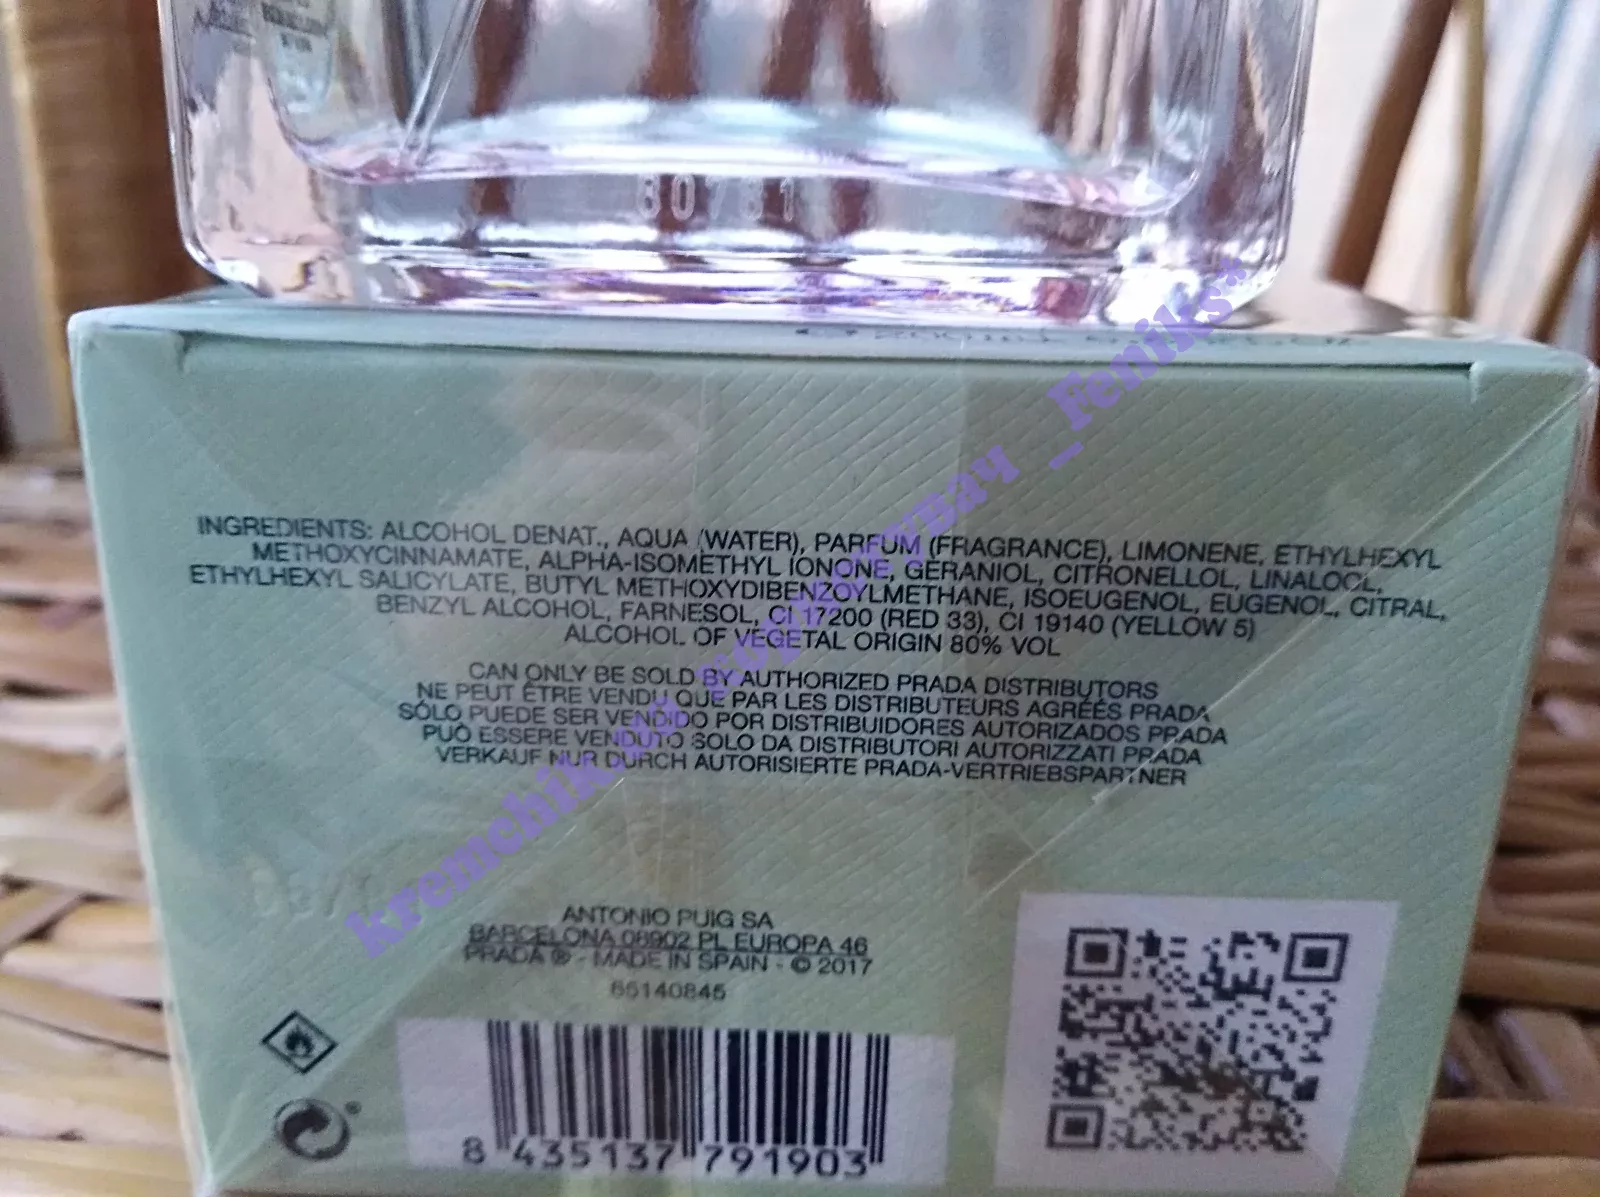 80781
INGREDIENTS: ALCOHOL DENAT., AQUA (WATER), PARFUM (FRAGRANCE), LIMONENE, ETHYLHEXYL
METHOXYCINNAMATE, ALPHA-ISOMETHYL IONONE, GERANIOL, CITRONELLOL, LINALOOL,
ETHYLHEXYL SALICYLATE, BUTYL METHOXYDIBENZOYLMETHANE, ISOEUGENOL, EUGENOL, CITRAL,
BENZYL ALCOHOL, FARNESOL, CI 17200 (RED 33), CI 19140 (YELLOW 5)
ALCOHOL OF VEGETAL ORIGIN 80% VOL
CAN ONLY BE SOLD BY AUTHORIZED PRADA DISTRIBUTORS
NE PEUT ÊTRE VENDU QUE PAR LES DISTRIBUTEURS AGRÉÉS PRADA
SÓLO PUEDE SER VENDIDO POR DISTRIBUIDORES AUTORIZADOS PRADA
PUÒ ESSERE VENDUTO SOLO DA DISTRIBUTORI AUTORIZZATI PRADA
VERKAUF NUR DURCH AUTORISIERTE PRADA-VERTRIEBSPARTNER
ANTONIO PUIG SA
BARCELONA 08902 PL EUROPA 46
PRADA ® - MADE IN SPAIN - © 2017
65140845
8 435137 791903
_Feniks*